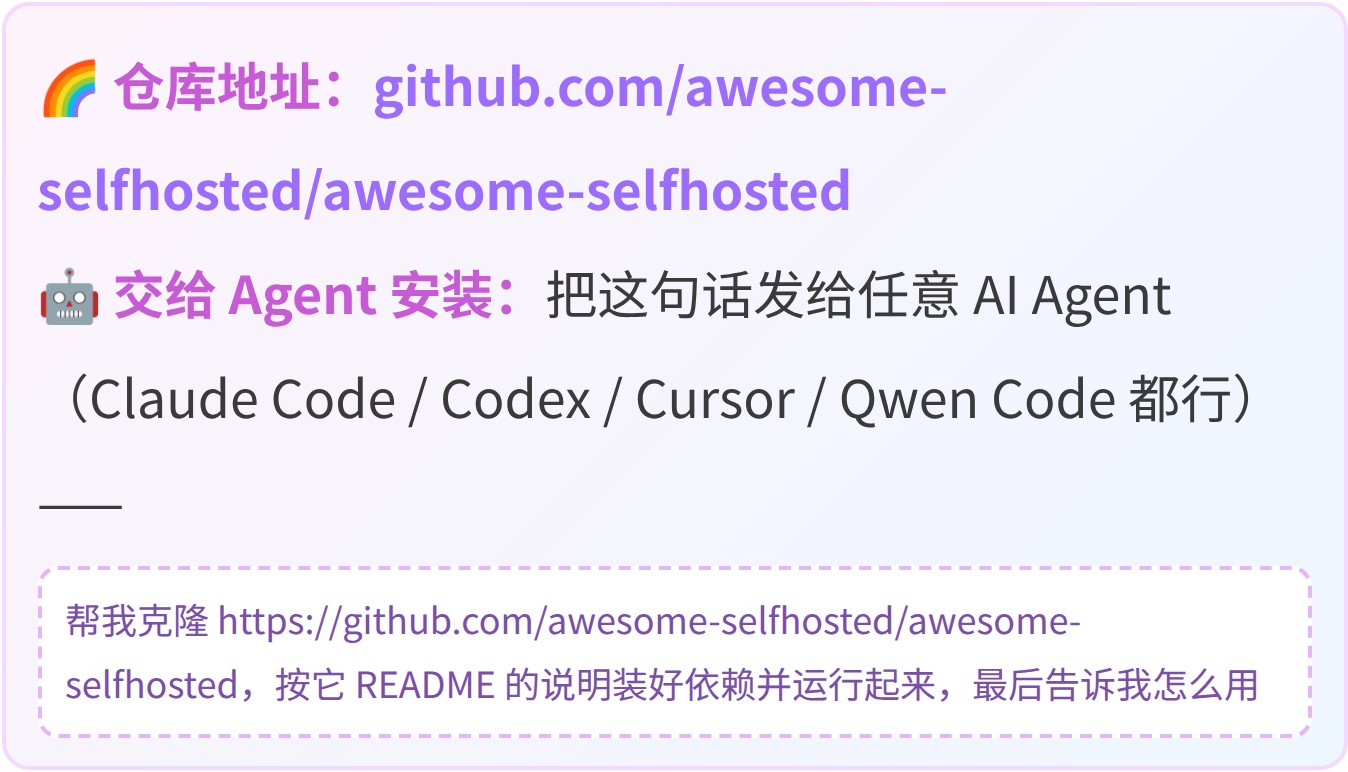 🌈 仓库地址：github.com/awesome-
selfhosted/awesome-selfhosted
🤖 交给 Agent 安装：把这句话发给任意 AI Agent
（Claude Code / Codex / Cursor / Qwen Code 都行）
——
帮我克隆 https://github.com/awesome-selfhosted/awesome-
selfhosted，按它 README 的说明装好依赖并运行起来，最后告诉我怎么用